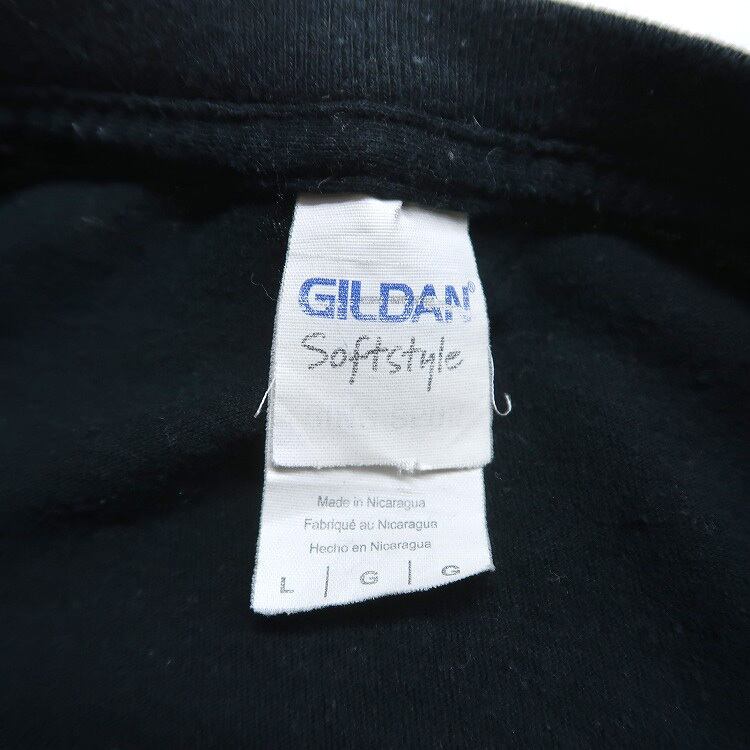 GILDAN®
Softstyle
Made in Nicaragua
Fabriqué au Nicaragua
Hecho en Nicaragua
L | G | G